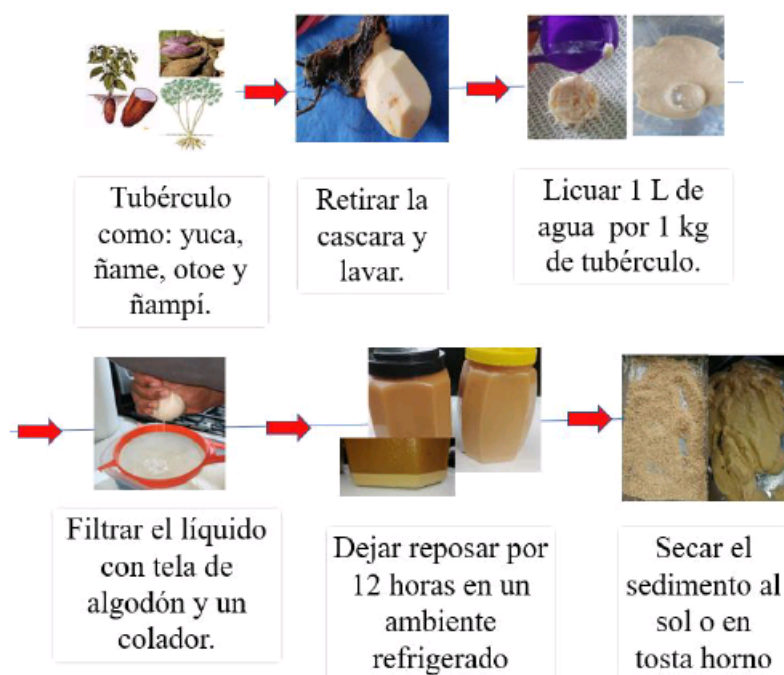 Tubérculo
como: yuca,
ñame, otoe y
ñampí.
Retirar la
cascara y
lavar.
Licuar 1 L de
agua por 1 kg
de tubérculo.
Filtrar el líquido
con tela de
algodón y un
colador.
Dejar reposar por
12 horas en un
ambiente
refrigerado
Secar el
sedimento al
sol o en
tosta horno